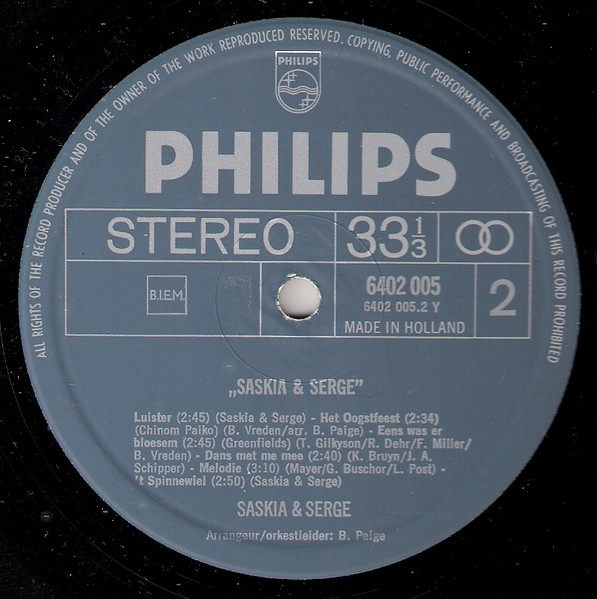 ALL RIGHTS OF THE RECORD PRODUCER AND OF THE OWNER OF THE WORK REPRODUCED RESERVED. COPYING, PUBLIC PERFORMANCE AND BROADCASTING OF THIS RECORD PROHIBITED
PHILIPS
PHILIPS
STEREO 33 1/3
B.I.E.M.
6402 005
6402 005.2 Y
2
MADE IN HOLLAND
„SASKIA & SERGE”
Luister (2:45) (Saskia & Serge) - Het Oogstfeest (2:34)
(Chinom Palko) (B. Vreden/arr. B. Paige) - Eens was er
bloesem (2:45) (Greenfields) (T. Gilkyson/R. Dehr/F. Miller/
B. Vreden) - Dans met me mee (2:40) (K. Bruyn/J. A.
Schipper) - Melodie (3:10) (Mayer/G. Buschor/L. Post) -
't Spinnewiel (2:50) (Saskia & Serge)
SASKIA & SERGE
Arrangeur/orkestleider: B. Paige